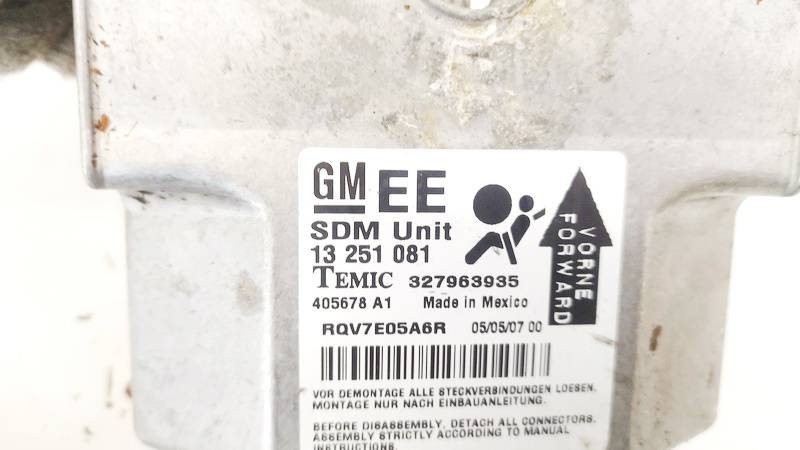 GM EE
SDM Unit
13 251 081
TEMIC 327963935
405678 A1 Made in Mexico
RQV7E05A6R 05/05/07 00
VORNE
FORWARD
VOR DEMONTAGE ALLE STECKVERBINDUNGEN LOESEN.
MONTAGE NUR NACH EINBAUANLEITUNG.
BEFORE DISASSEMBLY, DETACH ALL CONNECTORS.
ASSEMBLY STRICTLY ACCORDING TO MANUAL
INSTRUCTIONS.